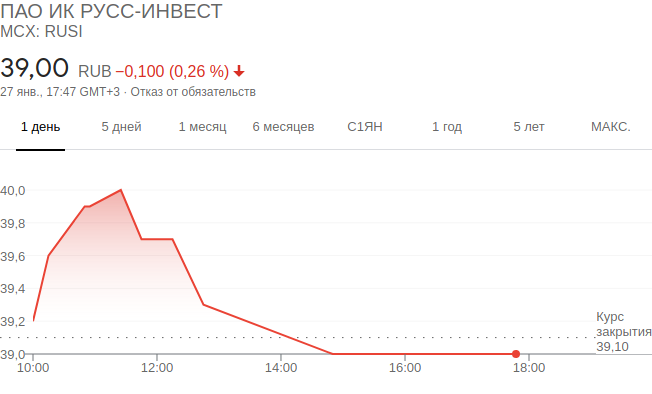 ПАО ИК РУСС-ИНВЕСТ
MCX: RUSI
39,00 RUB −0,100 (0,26 %)
27 янв., 17:47 GMT+3 · Отказ от обязательств
1 день 5 дней 1 месяц 6 месяцев С1ЯН 1 год 5 лет МАКС.
40,0
39,8
39,6
39,4
39,2
39,0
Курс
закрытия
39,10
10:00 12:00 14:00 16:00 18:00